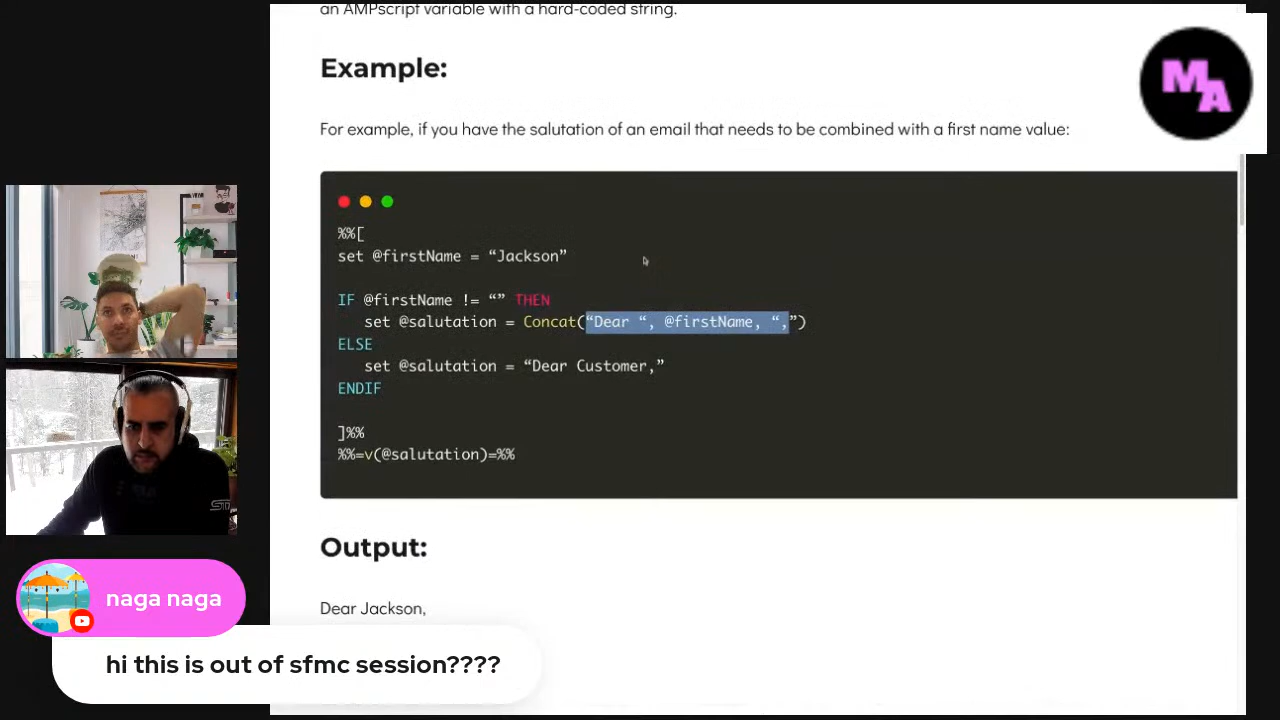 an AMPscript variable with a hard-coded string.
MA
Example:
For example, if you have the salutation of an email that needs to be combined with a first name value:
%%[
set @firstName = “Jackson”
IF @firstName != “” THEN
set @salutation = Concat(“Dear “, @firstName, “,”)
ELSE
set @salutation = “Dear Customer,”
ENDIF
]%%
%%=v(@salutation)=%%
Output:
Dear Jackson,
naga naga
hi this is out of sfmc session????